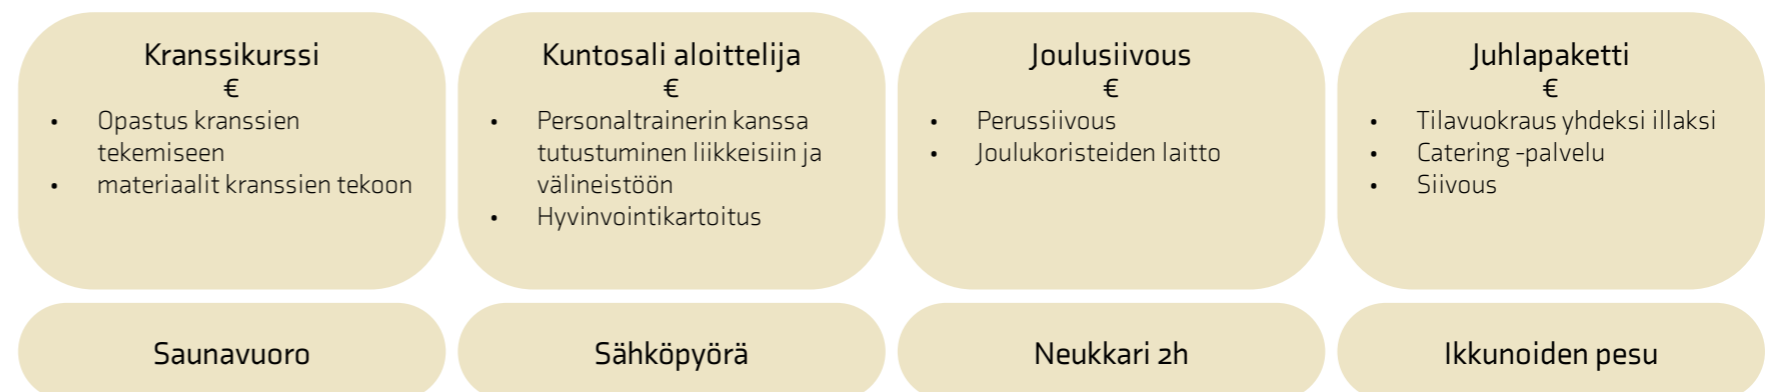 Kranssikurssi
€
• Opastus kranssien
tekemiseen
• materiaalit kranssien tekoon
Kuntosali aloittelija
€
• Personaltrainerin kanssa
tutustuminen liikkeisiin ja
välineistöön
• Hyvinvointikartoitus
Joulusiivous
€
• Perussiivous
• Joulukoristeiden laitto
Juhlapaketti
€
• Tilavuokraus yhdeksi illaksi
• Catering -palvelu
• Siivous
Saunavuoro
Sähköpyörä
Neukkari 2h
Ikkunoiden pesu